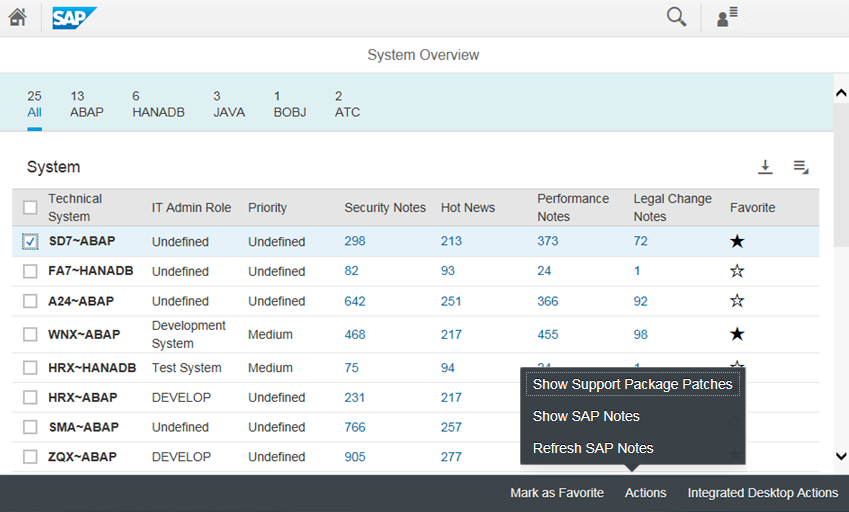 SAP
System Overview
25 13 6 3 1 2
All ABAP HANADB JAVA BOBJ ATC
System
Technical System IT Admin Role Priority Security Notes Hot News Performance Notes Legal Change Notes Favorite
SD7~ABAP Undefined Undefined 298 213 373 72
FA7~HANADB Undefined Undefined 82 93 24 1
A24~ABAP Undefined Undefined 642 251 366 92
WNX~ABAP Development System Medium 468 217 455 98
HRX~HANADB Test System Medium 75 94
HRX~ABAP DEVELOP Undefined 231 217
SMA~ABAP Undefined Undefined 766 257
ZQX~ABAP DEVELOP Undefined 905 277
Show Support Package Patches
Show SAP Notes
Refresh SAP Notes
Mark as Favorite Actions Integrated Desktop Actions